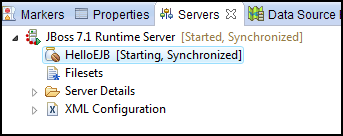 Markers Properties Servers Data Source
JBoss 7.1 Runtime Server [Started, Synchronized]
HelloEJB [Starting, Synchronized]
Filesets
Server Details
XML Configuration